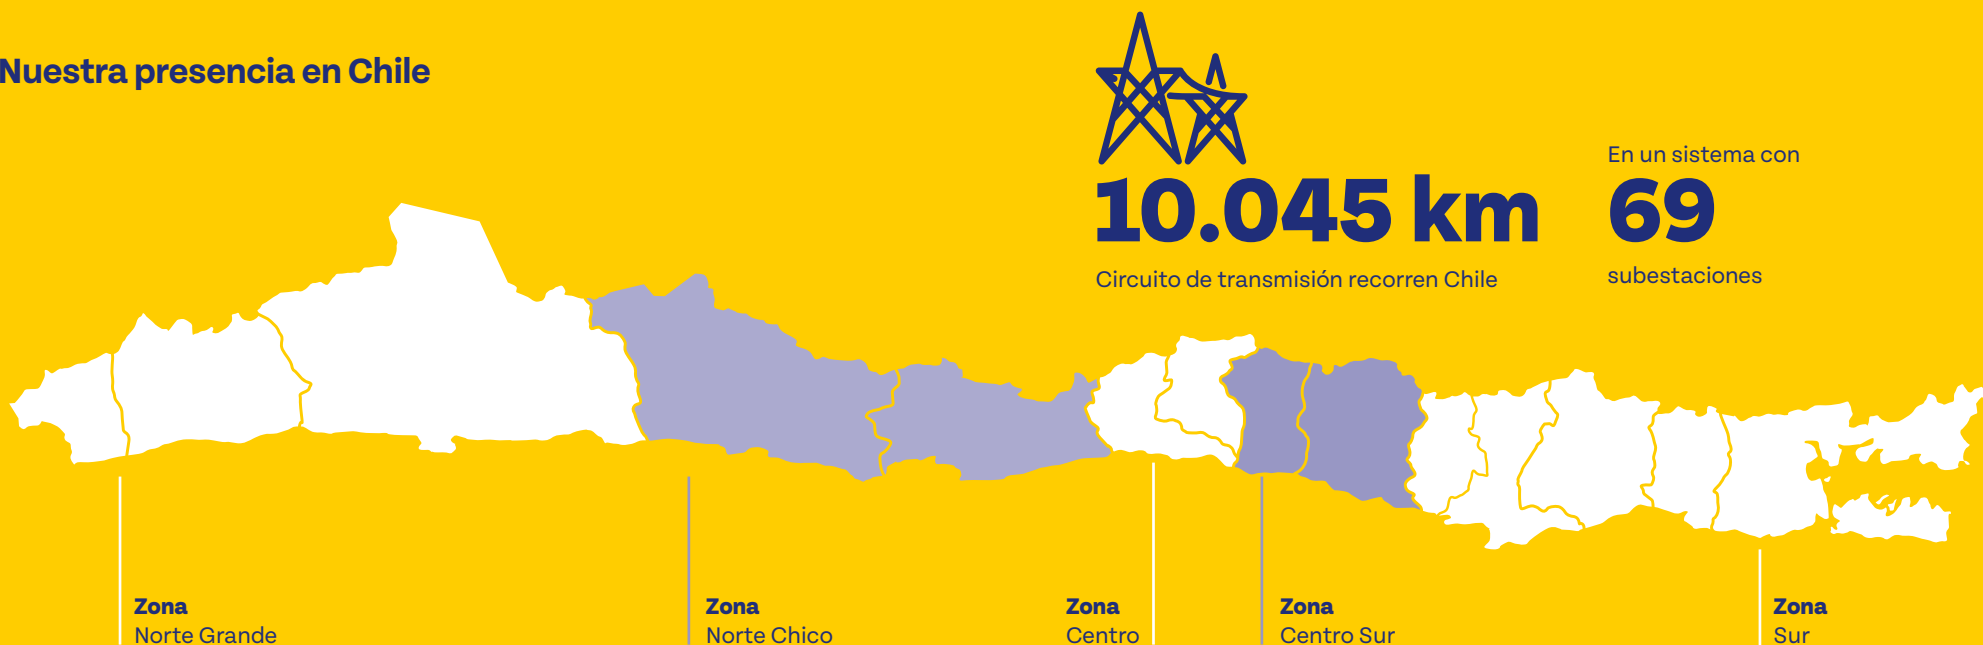 Nuestra presencia en Chile
10.045 km
Circuito de transmisión recorren Chile
En un sistema con
69
subestaciones
Zona
Norte Grande
Zona
Norte Chico
Zona
Centro
Zona
Centro Sur
Zona
Sur